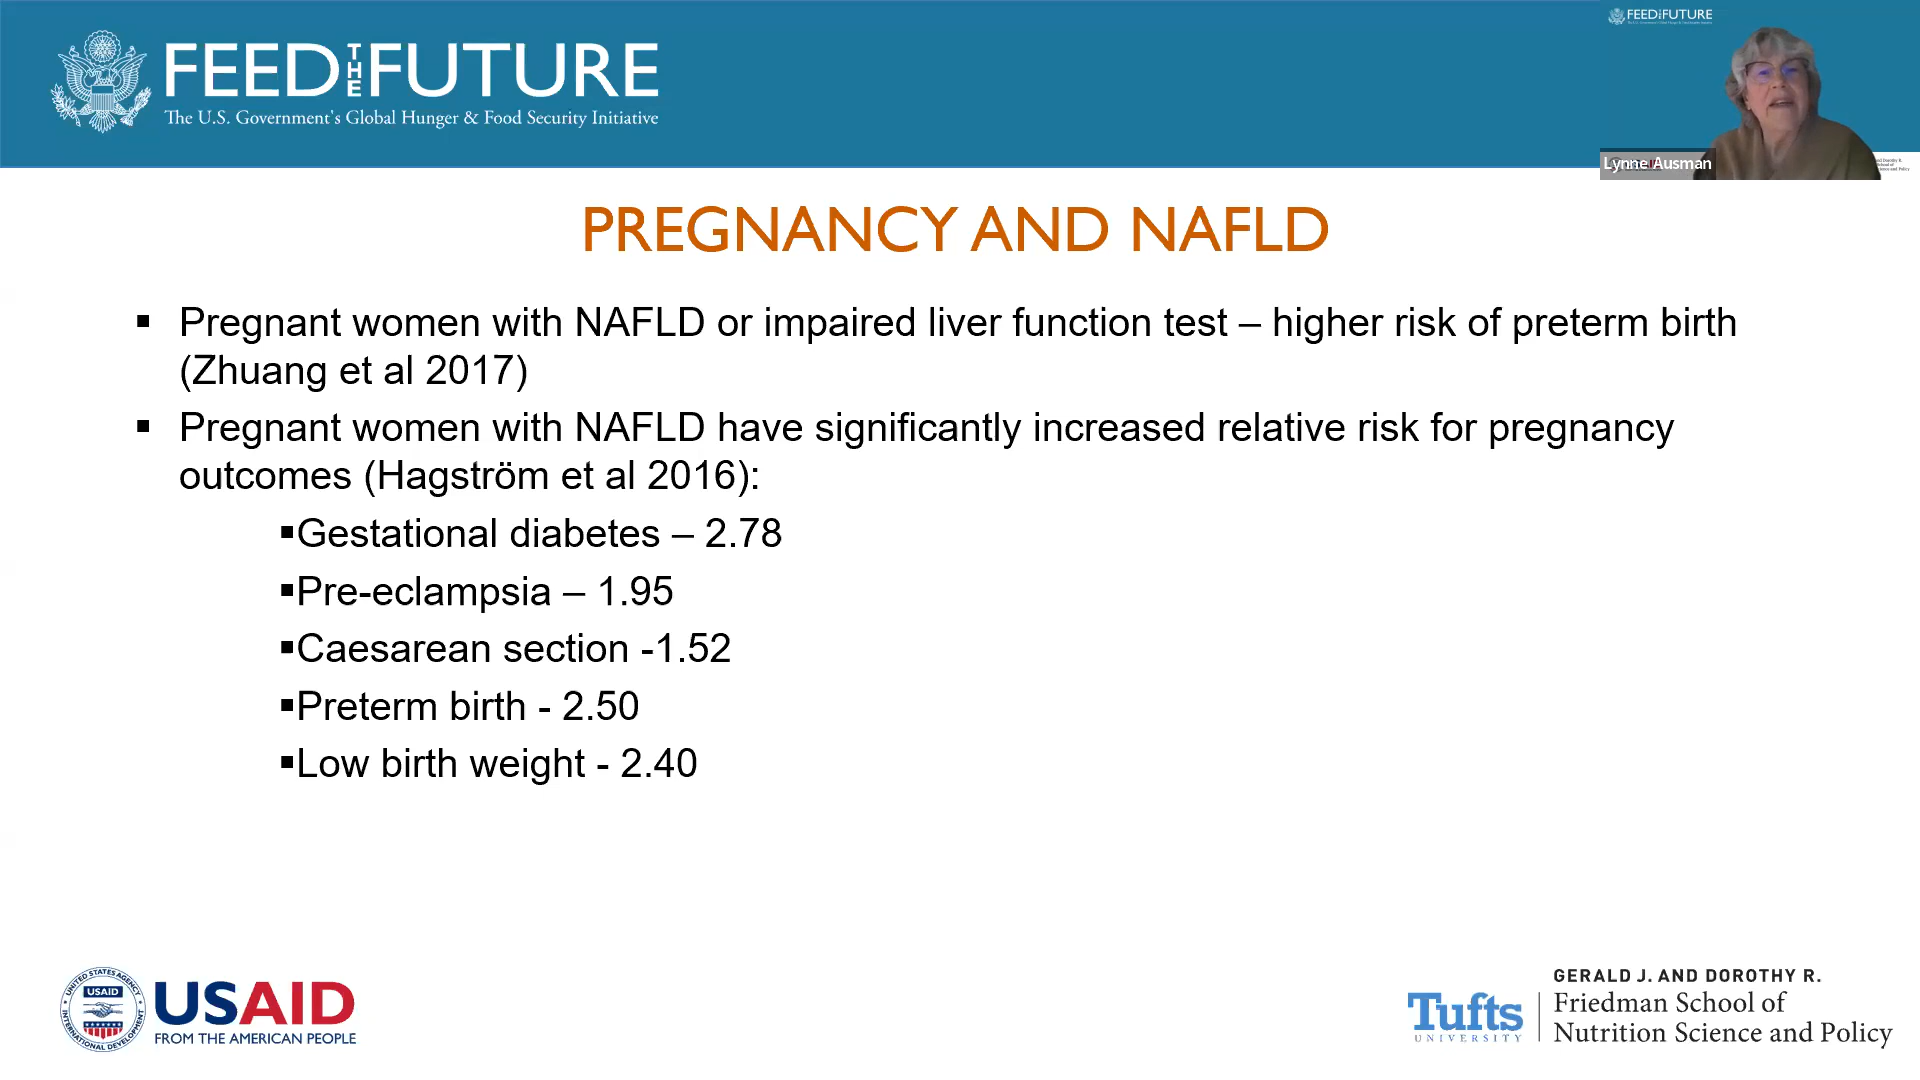 FEED THE FUTURE
The U.S. Government's Global Hunger & Food Security Initiative
FEED THE FUTURE
Lynne Ausman
PREGNANCY AND NAFLD
▪ Pregnant women with NAFLD or impaired liver function test – higher risk of preterm birth
(Zhuang et al 2017)
▪ Pregnant women with NAFLD have significantly increased relative risk for pregnancy
outcomes (Hagström et al 2016):
▪Gestational diabetes – 2.78
▪Pre-eclampsia – 1.95
▪Caesarean section -1.52
▪Preterm birth - 2.50
▪Low birth weight - 2.40
UNITED STATES AGENCY
USAID
INTERNATIONAL DEVELOPMENT
USAID
FROM THE AMERICAN PEOPLE
Tufts
UNIVERSITY
GERALD J. AND DOROTHY R.
Friedman School of
Nutrition Science and Policy